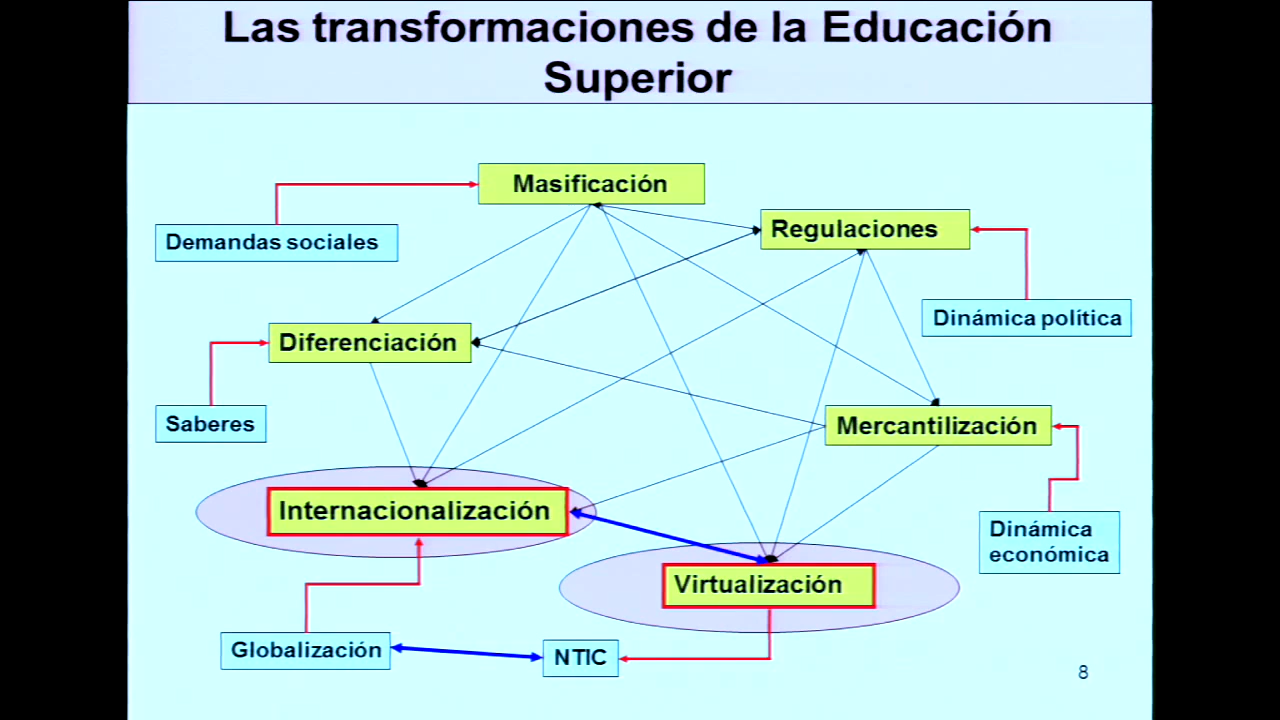 Las transformaciones de la Educación
Superior
Masificación
Regulaciones
Demandas sociales
Dinámica política
Diferenciación
Saberes
Mercantilización
Internacionalización
Dinámica
económica
Virtualización
Globalización
NTIC
8